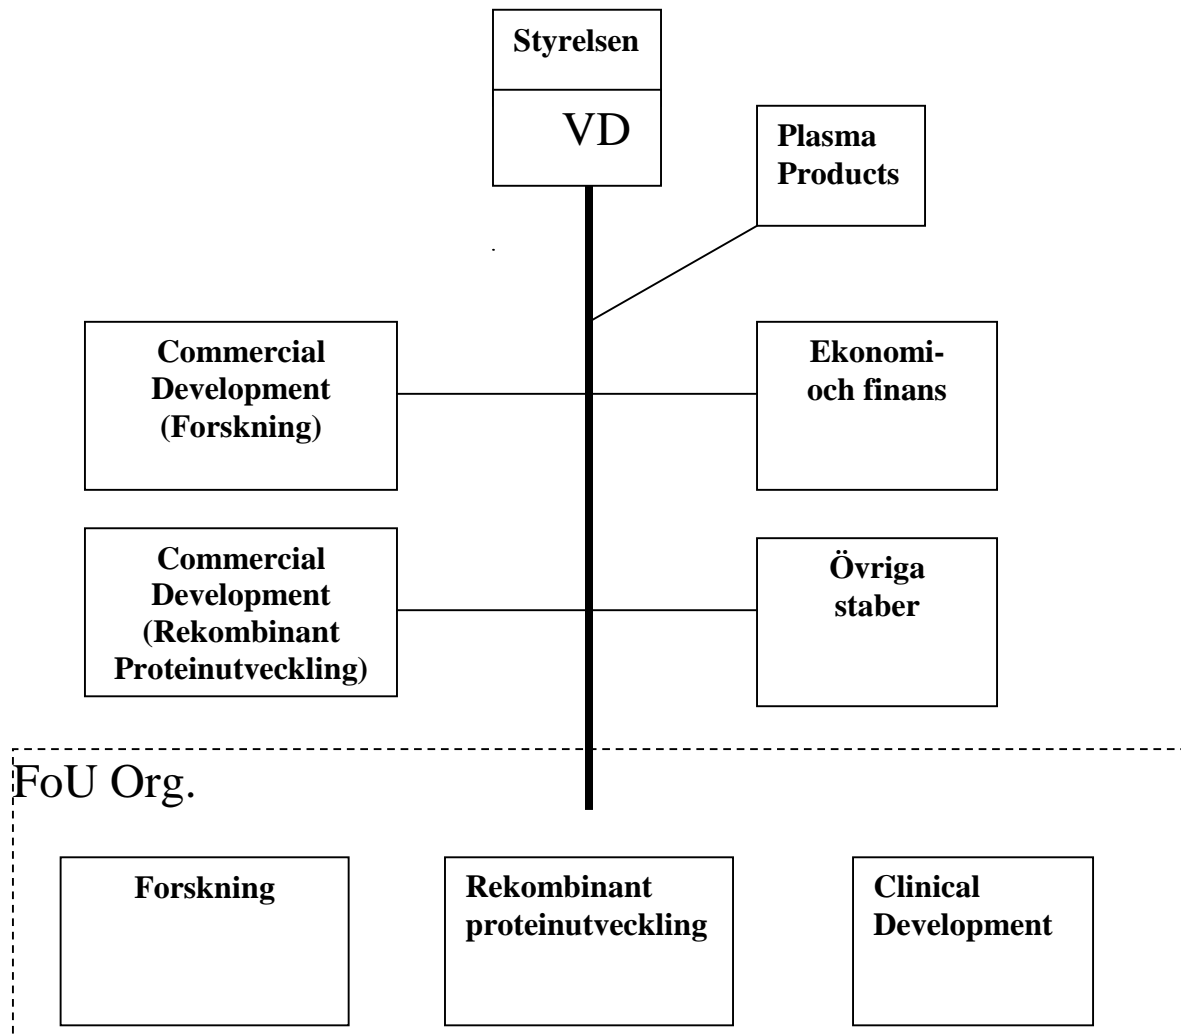 Styrelsen
VD
Plasma
Products
Commercial
Development
(Forskning)
Ekonomi-
och finans
Commercial
Development
(Rekombinant
Proteinutveckling)
Övriga
staber
FoU Org.
Forskning
Rekombinant
proteinutveckling
Clinical
Development